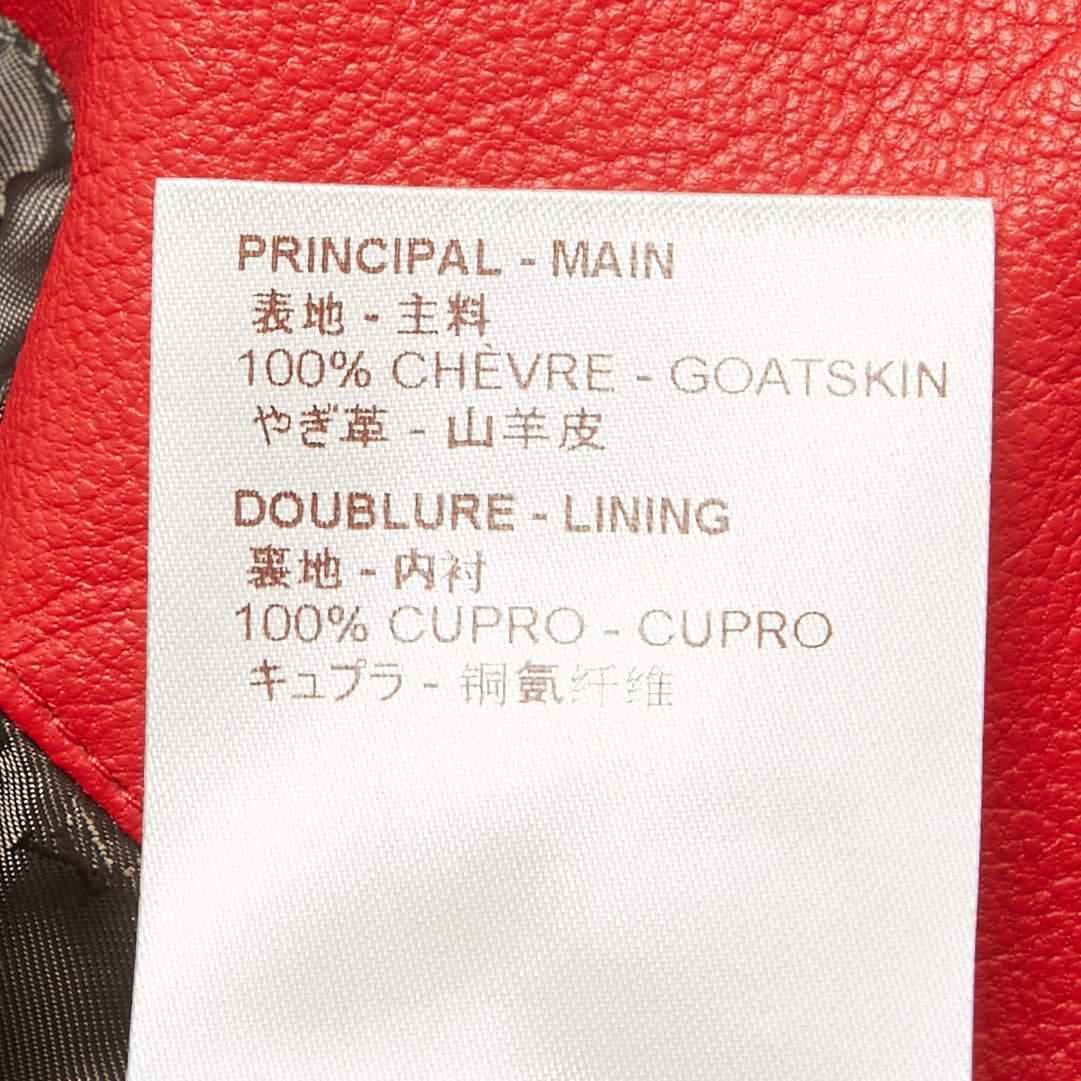 PRINCIPAL - MAIN
表地 - 主料
100% CHÈVRE - GOATSKIN
やぎ革 - 山羊皮
DOUBLURE - LINING
裏地 - 内衬
100% CUPRO - CUPRO
キュプラ - 铜氨纤维